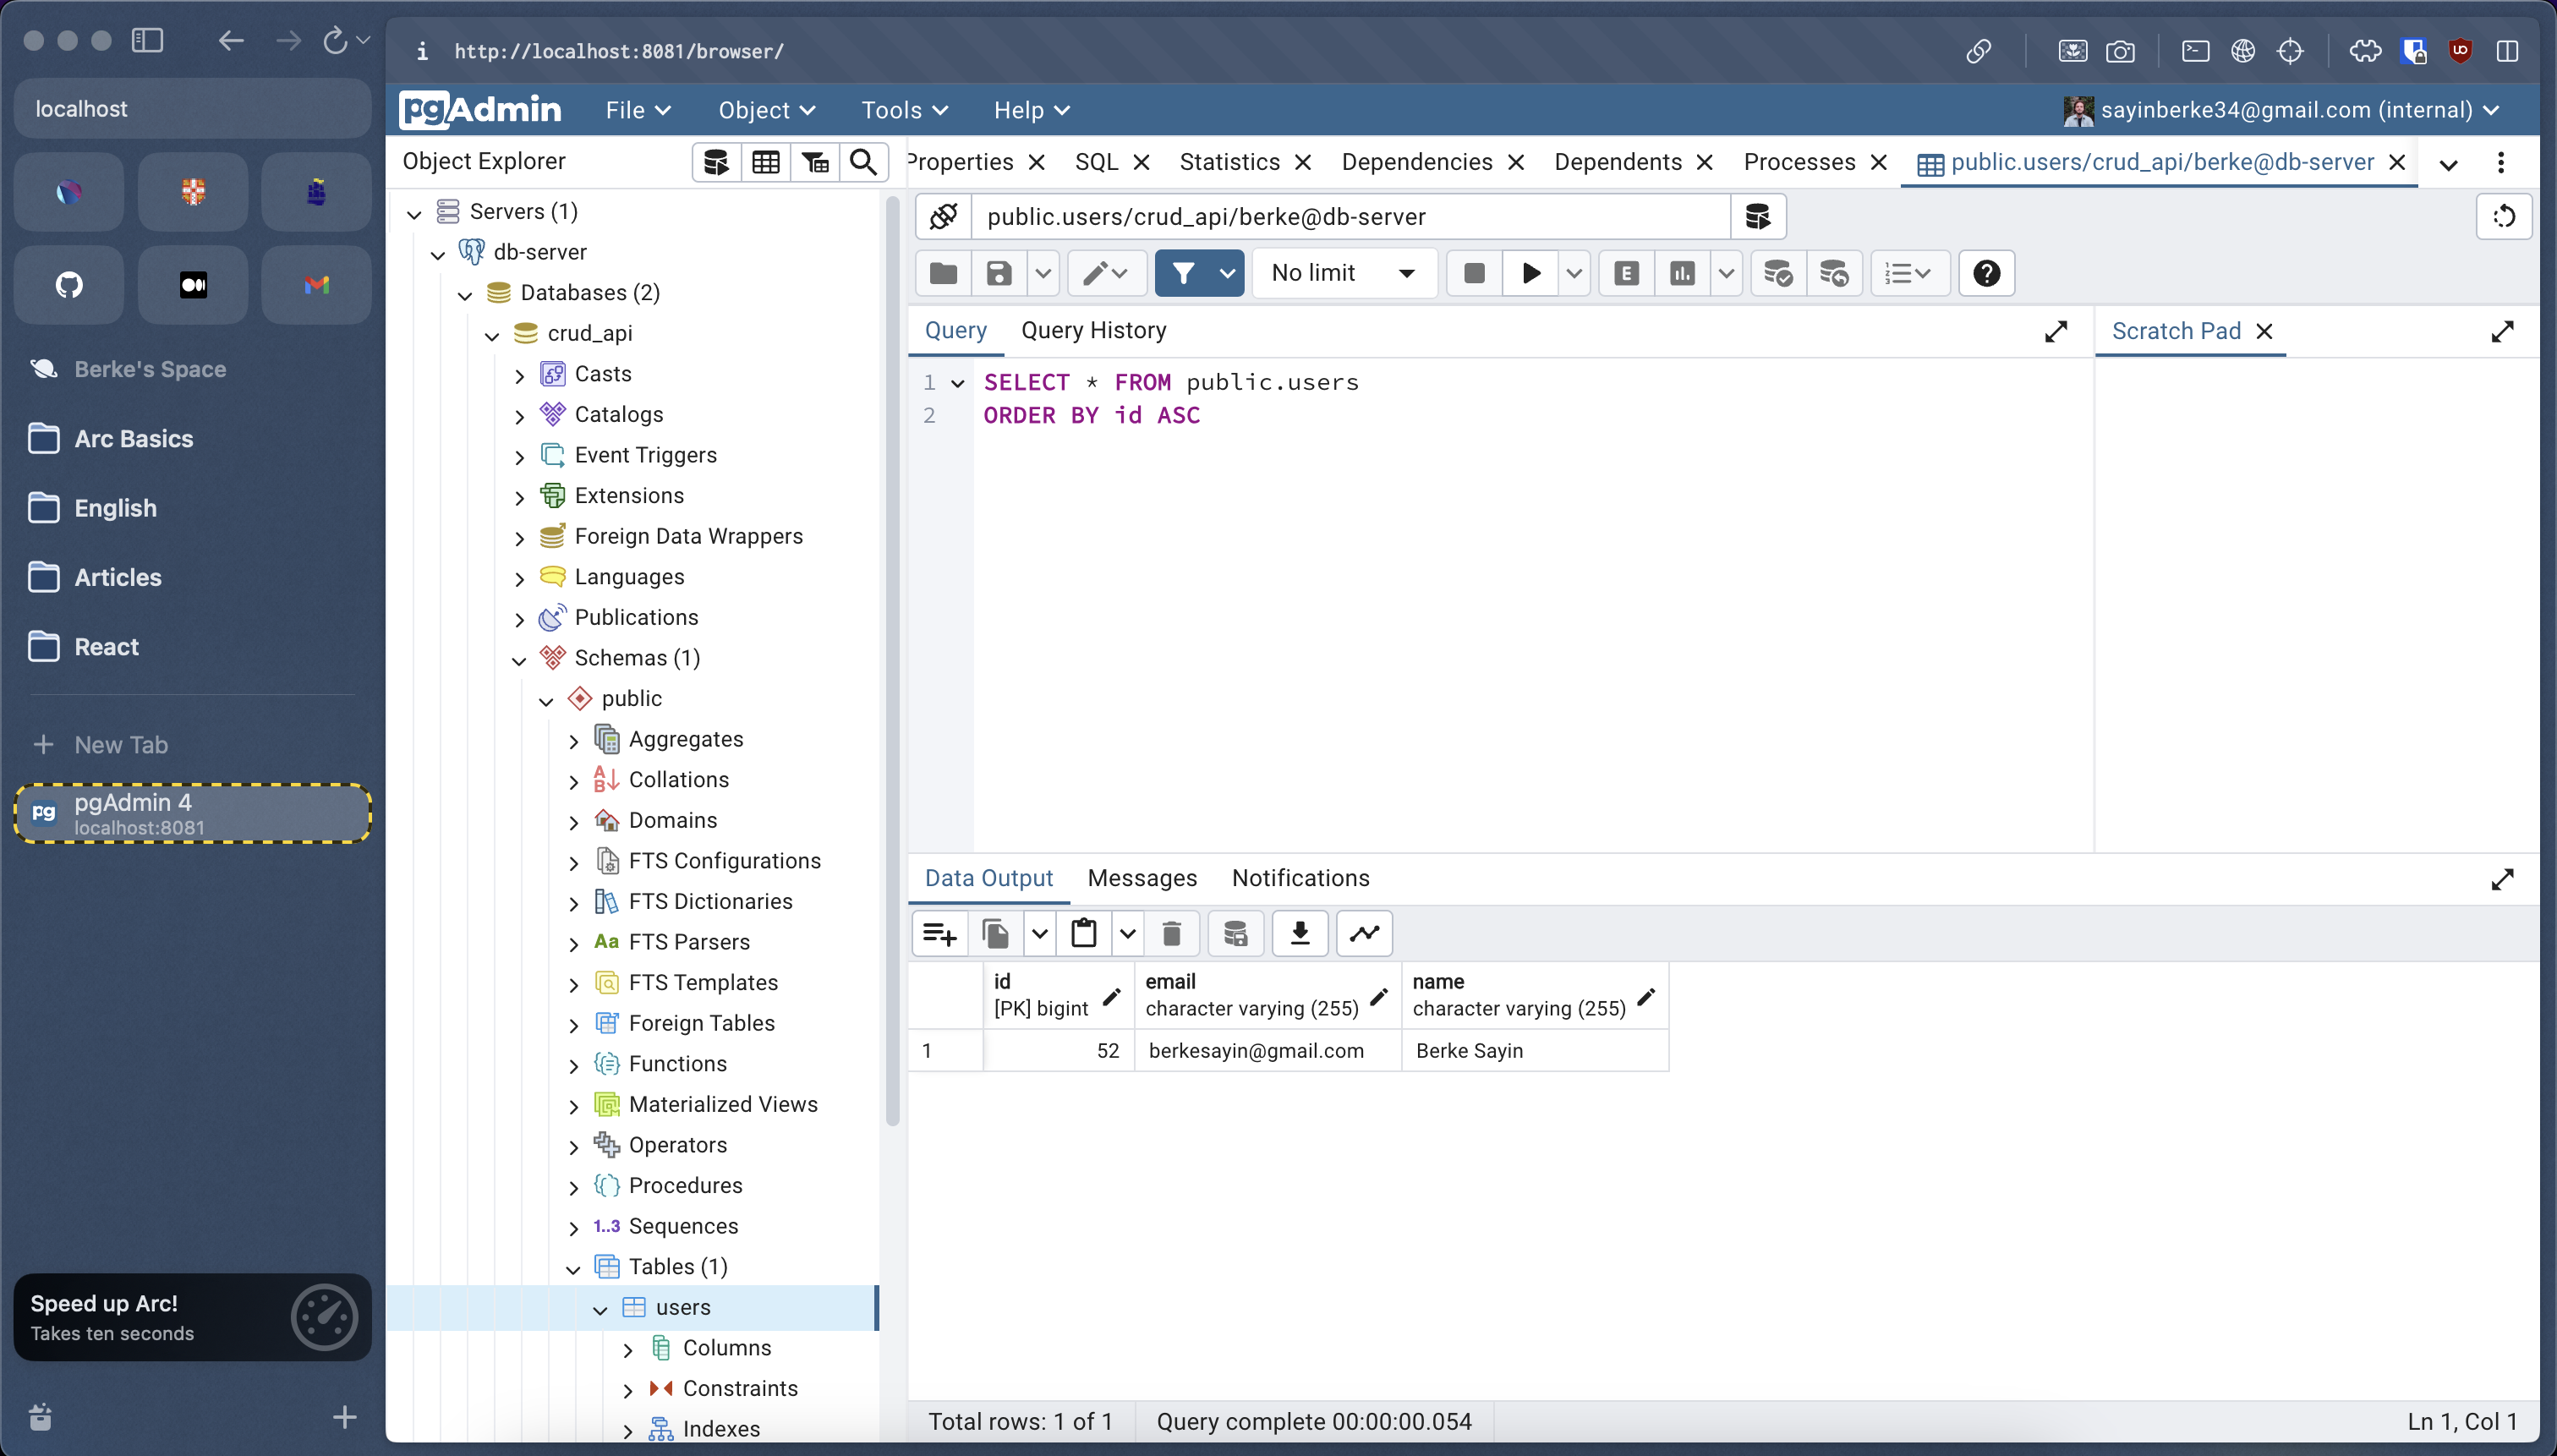 localhost
Berke's Space
Arc Basics
English
Articles
React
New Tab
pg
pgAdmin 4
localhost:8081
Speed up Arc!
Takes ten seconds
http://localhost:8081/browser/
pgAdmin
File
Object
Tools
Help
sayinberke34@gmail.com (internal)
Object Explorer
Servers (1)
db-server
Databases (2)
crud_api
Casts
Catalogs
Event Triggers
Extensions
Foreign Data Wrappers
Languages
Publications
Schemas (1)
public
Aggregates
Collations
Domains
FTS Configurations
FTS Dictionaries
Aa FTS Parsers
FTS Templates
Foreign Tables
Functions
Materialized Views
Operators
Procedures
1..3 Sequences
Tables (1)
users
Columns
Constraints
Indexes
Properties
SQL
Statistics
Dependencies
Dependents
Processes
public.users/crud_api/berke@db-server
public.users/crud_api/berke@db-server
No limit
E
Query
Query History
Scratch Pad
1 SELECT * FROM public.users
2 ORDER BY id ASC
Data Output
Messages
Notifications
id
[PK] bigint
email
character varying (255)
name
character varying (255)
1
52
berkesayin@gmail.com
Berke Sayin
Total rows: 1 of 1
Query complete 00:00:00.054
Ln 1, Col 1